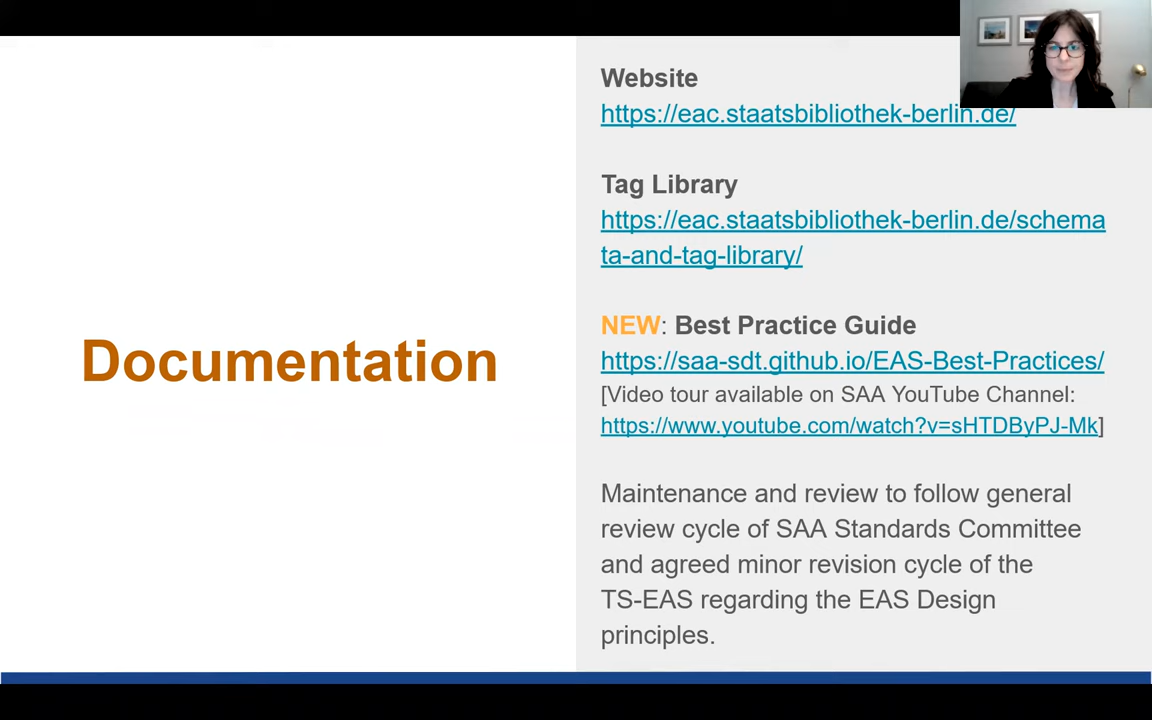 Documentation
Website
https://eac.staatsbibliothek-berlin.de/
Tag Library
https://eac.staatsbibliothek-berlin.de/schema
ta-and-tag-library/
NEW: Best Practice Guide
https://saa-sdt.github.io/EAS-Best-Practices/
[Video tour available on SAA YouTube Channel:
https://www.youtube.com/watch?v=sHTDByPJ-Mk]
Maintenance and review to follow general
review cycle of SAA Standards Committee
and agreed minor revision cycle of the
TS-EAS regarding the EAS Design
principles.